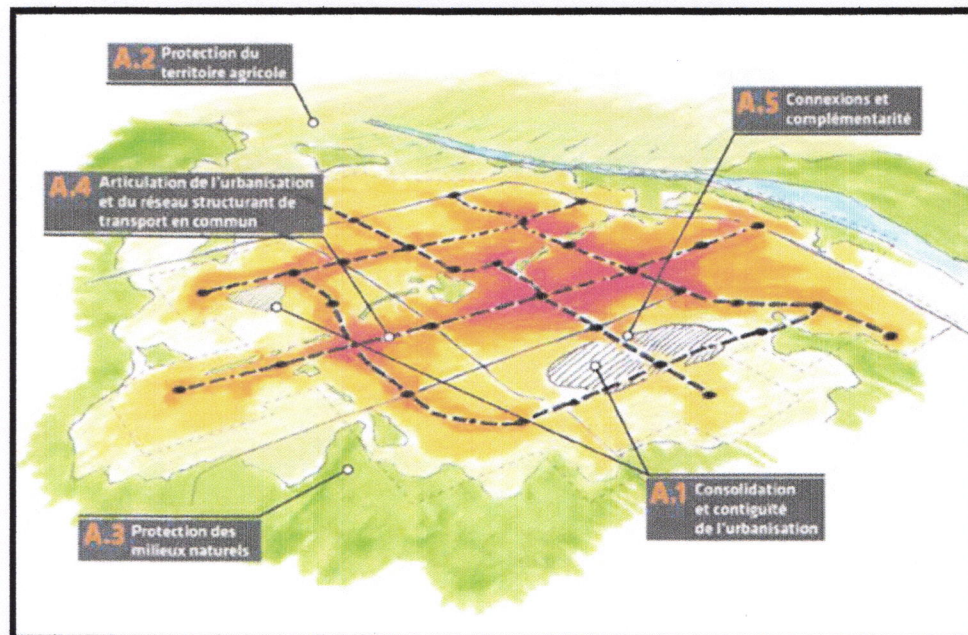 A.2 Protection du
territoire agricole
A.5 Connexions et
complémentarité
A.4 Articulation de l'urbanisation
et du réseau structurant de
transport en commun
A.1 Consolidation
et contiguïté
de l'urbanisation
A.3 Protection des
milieux naturels